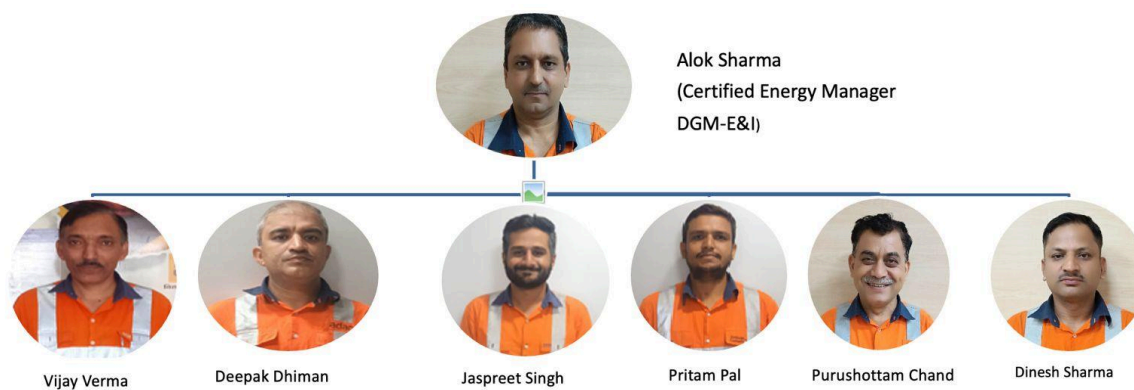 Alok Sharma
(Certified Energy Manager
DGM-E&I)
Vijay Verma
Deepak Dhiman
Jaspreet Singh
Pritam Pal
Purushottam Chand
Dinesh Sharma